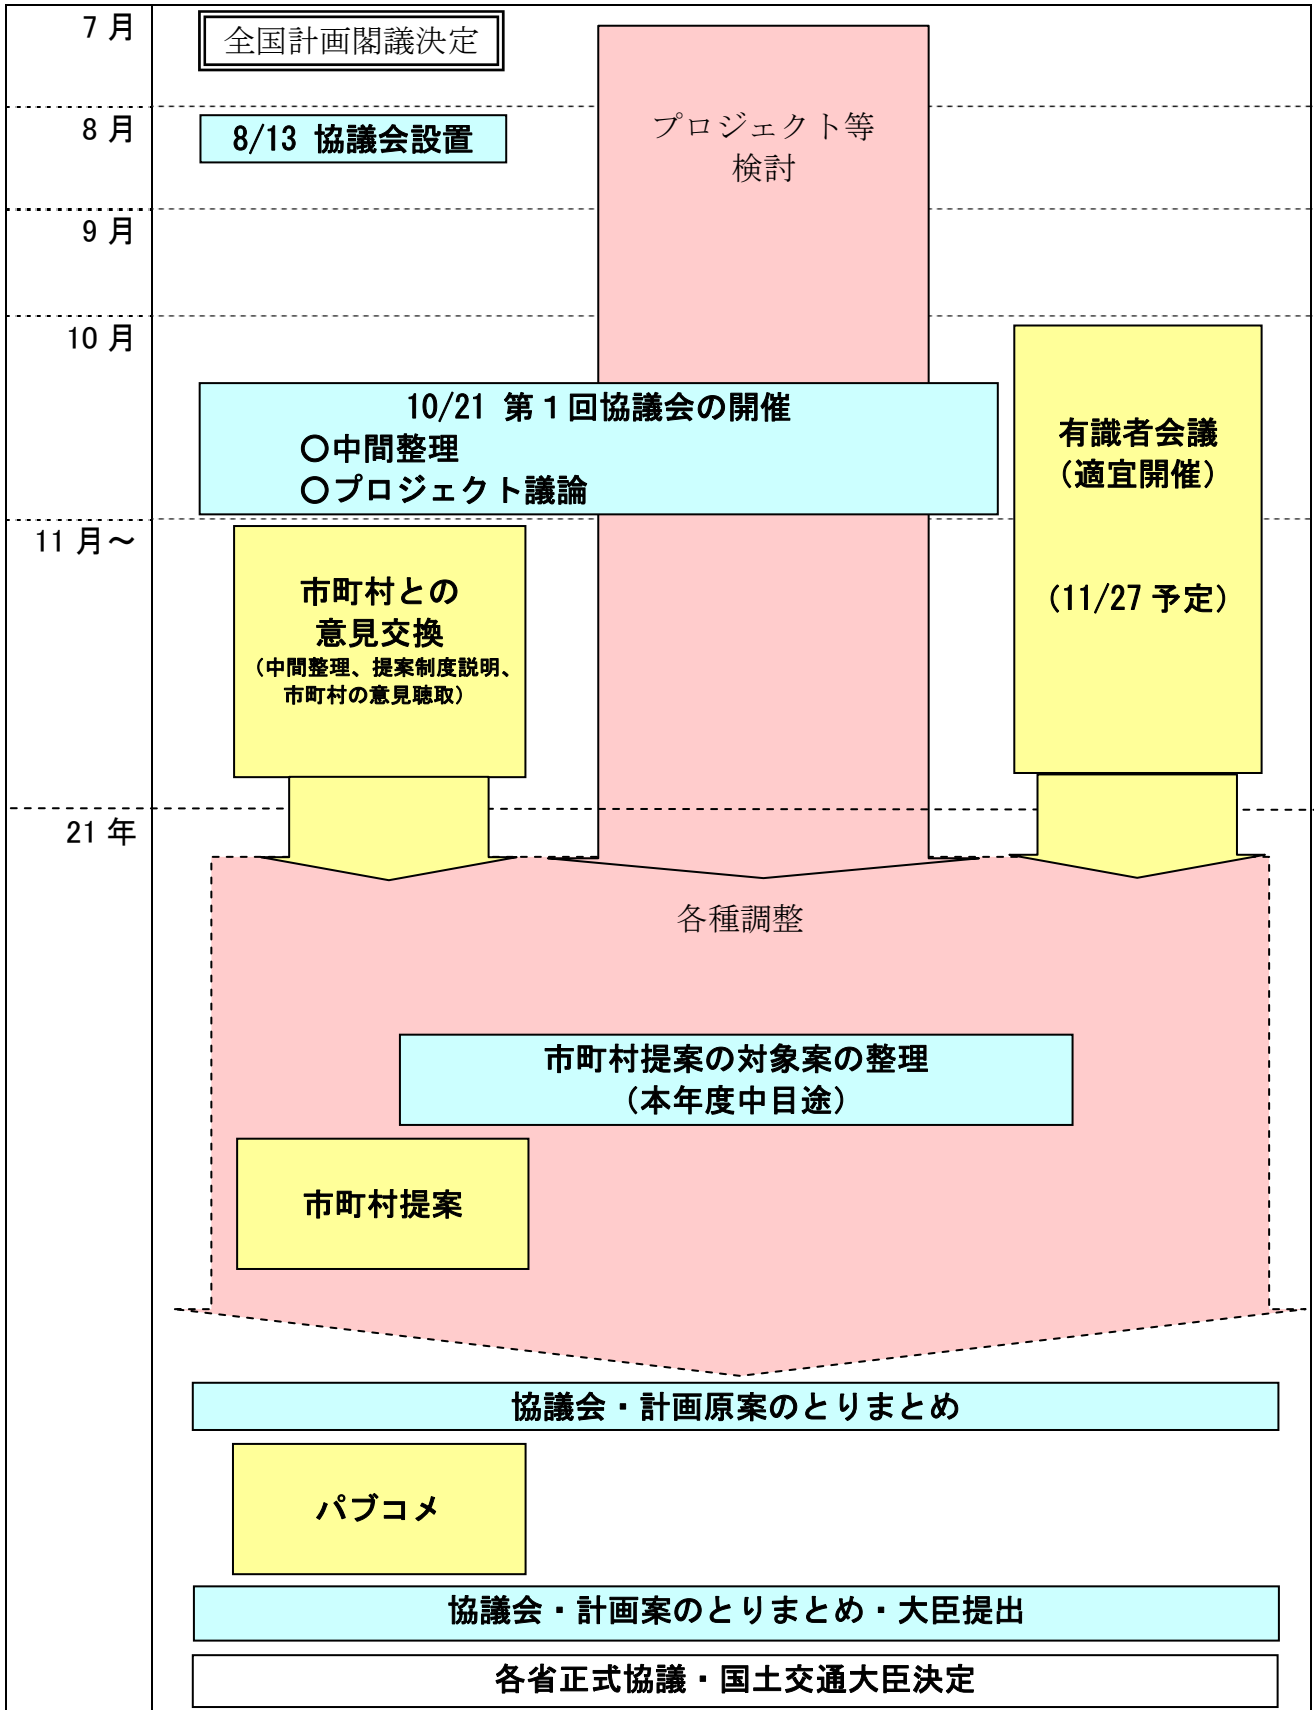 7月
全国計画閣議決定
8月
8/13 協議会設置
プロジェクト等
検討
9月
10月
10/21 第1回協議会の開催
○中間整理
○プロジェクト議論
有識者会議
（適宜開催）
（11/27 予定）
11月～
市町村との
意見交換
（中間整理、提案制度説明、
市町村の意見聴取）
21年
各種調整
市町村提案の対象案の整理
（本年度中目途）
市町村提案
協議会・計画原案のとりまとめ
パブコメ
協議会・計画案のとりまとめ・大臣提出
各省正式協議・国土交通大臣決定